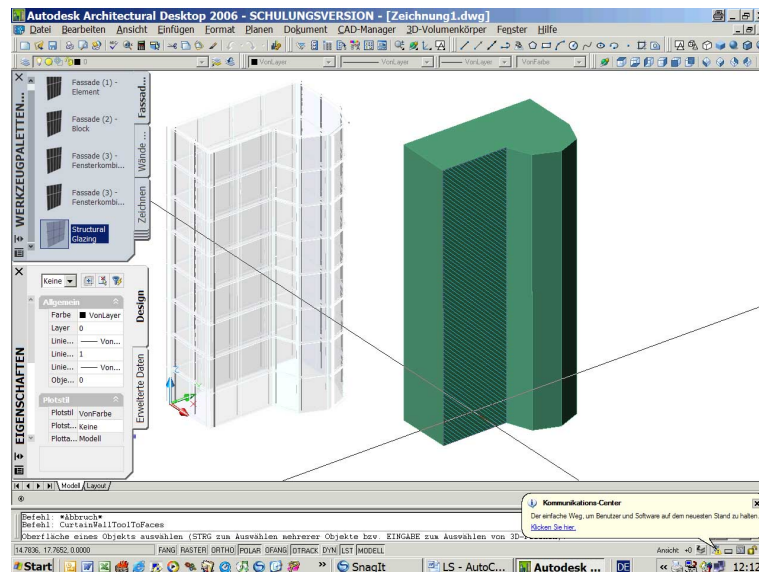 Autodesk Architectural Desktop 2006 - SCHULUNGSVERSION - [Zeichnung1.dwg]
Datei Bearbeiten Ansicht Einfügen Format Planen Dokument CAD-Manager 3D-Volumenkörper Fenster Hilfe
0 VonLayer VonLayer VonLayer VonFarbe
WERKZEUGPALETTEN...
Fassade (1) -
Element
Fassade (2) -
Block
Fassade (3) -
Fensterkombi...
Fassade (3) -
Fensterkombi...
Structural
Glazing
Fassad...
Wände ...
Zeichnen
EIGENSCHAFTEN
Keine
Allgemein
Farbe VonLayer
Layer 0
Linie... Von...
Linie... 1
Linie... Von...
Obje... 0
Plotstil
Plotstil VonFarbe
Plotst... Keine
Plotta... Modell
Design
Erweiterte Daten
Z
Modell Layout
Befehl: *Abbruch*
Befehl: CurtainWallToolToFaces
Oberfläche eines Objekts auswählen (STRG zum Auswählen mehrerer Objekte bzw. EINGABE zum Auswählen von 3D-
Kommunikations-Center
Der einfache Weg, um Benutzer und Software auf dem neuesten Stand zu halten.
Klicken Sie hier.
14.7836, 17.7652, 0.0000 FANG RASTER ORTHO POLAR OFANG OTRACK DYN LST MODELL
Ansicht +0
Start SnagIt LS - AutoC... Autodesk ... DE 12:12